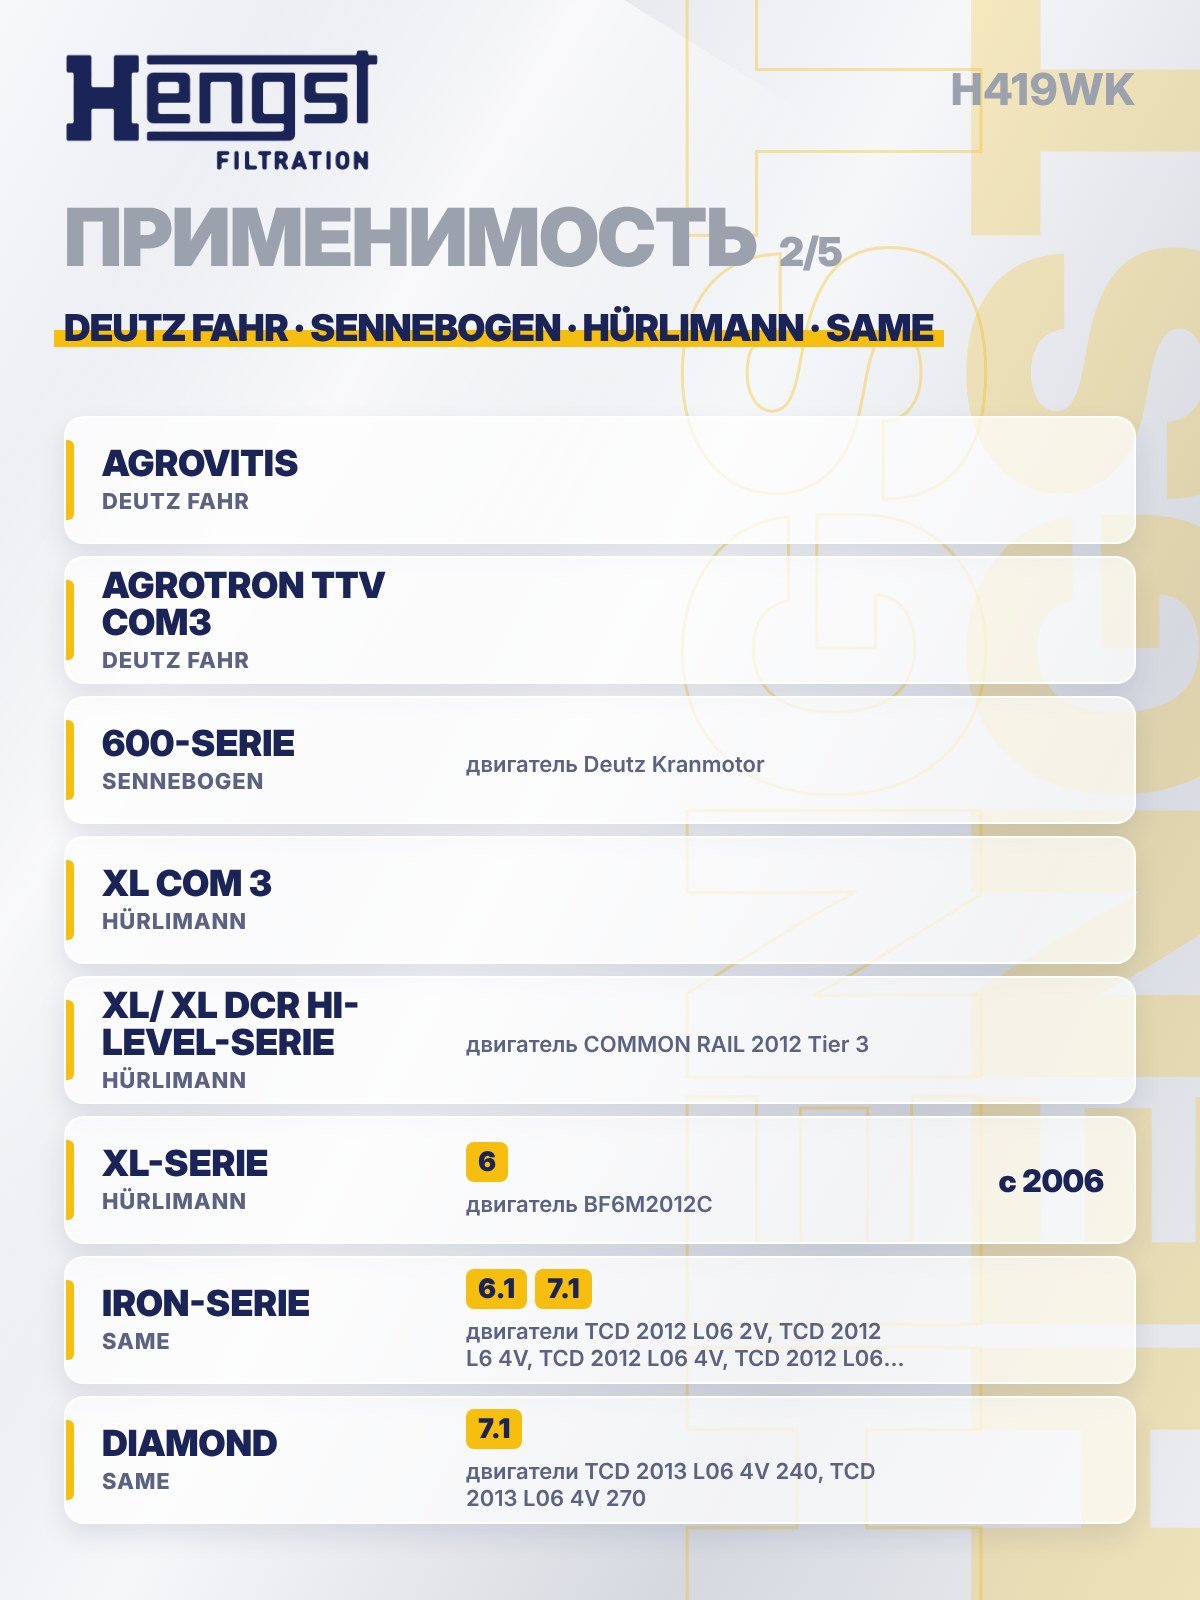 Hengst
FILTRATION
H419WK
ПРИМЕНИМОСТЬ 2/5
DEUTZ FAHR · SENNEBOGEN · HÜRLIMANN · SAME
AGROVITIS
DEUTZ FAHR
AGROTRON TTV
COM3
DEUTZ FAHR
600-SERIE
SENNEBOGEN
двигатель Deutz Kranmotor
XL COM 3
HÜRLIMANN
XL/ XL DCR HI-
LEVEL-SERIE
HÜRLIMANN
двигатель COMMON RAIL 2012 Tier 3
XL-SERIE
HÜRLIMANN
6
двигатель BF6M2012C
с 2006
IRON-SERIE
SAME
6.1 7.1
двигатели TCD 2012 L06 2V, TCD 2012
L6 4V, TCD 2012 L06 4V, TCD 2012 L06...
DIAMOND
SAME
7.1
двигатели TCD 2013 L06 4V 240, TCD
2013 L06 4V 270
HENGST
HENGST